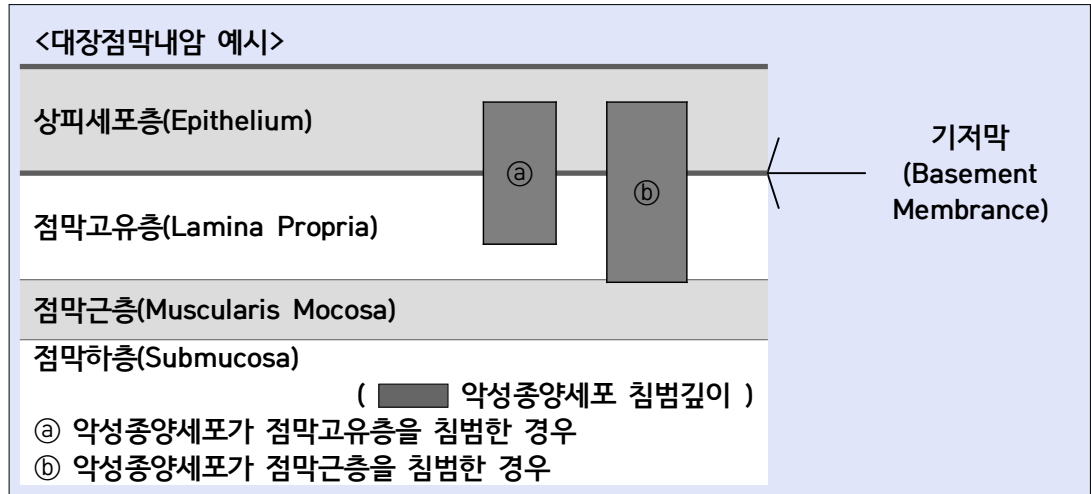 <대장점막내암 예시>
상피세포층(Epithelium)
ⓐ
ⓑ
기저막
(Basement
Membrance)
점막고유층(Lamina Propria)
점막근층(Muscularis Mocosa)
점막하층(Submucosa)
( 악성종양세포 침범깊이 )
ⓐ 악성종양세포가 점막고유층을 침범한 경우
ⓑ 악성종양세포가 점막근층을 침범한 경우